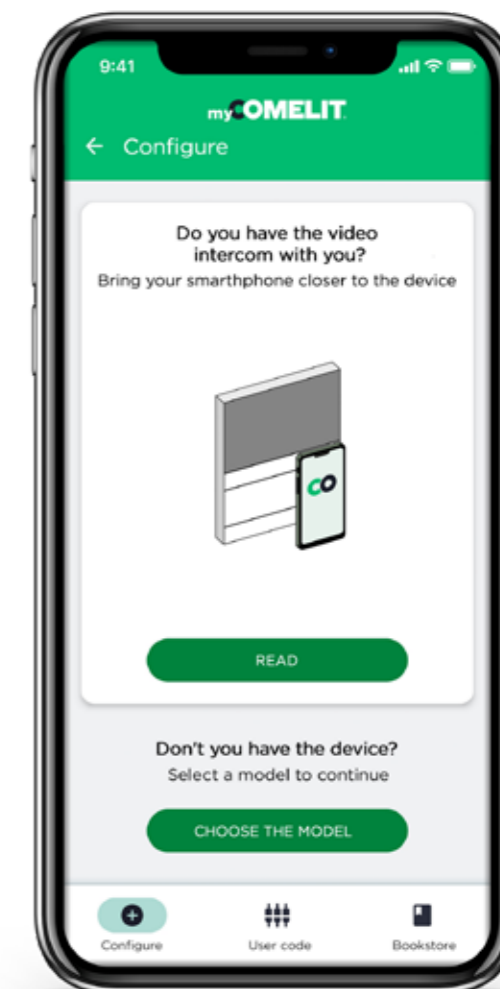 9:41
myCOMELIT
Configure
Do you have the video
intercom with you?
Bring your smarthphone closer to the device
CO
READ
Don't you have the device?
Select a model to continue
CHOOSE THE MODEL
Configure
User code
Bookstore